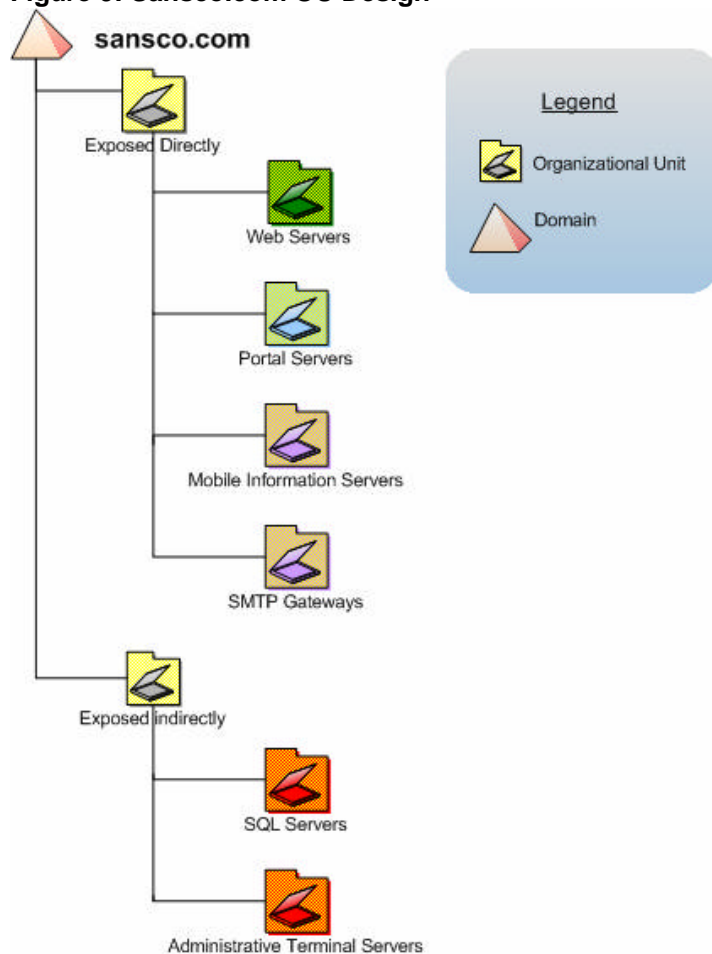 sansco.com
Exposed Directly
Web Servers
Portal Servers
Mobile Information Servers
SMTP Gateways
Exposed indirectly
SQL Servers
Administrative Terminal Servers
Legend
Organizational Unit
Domain